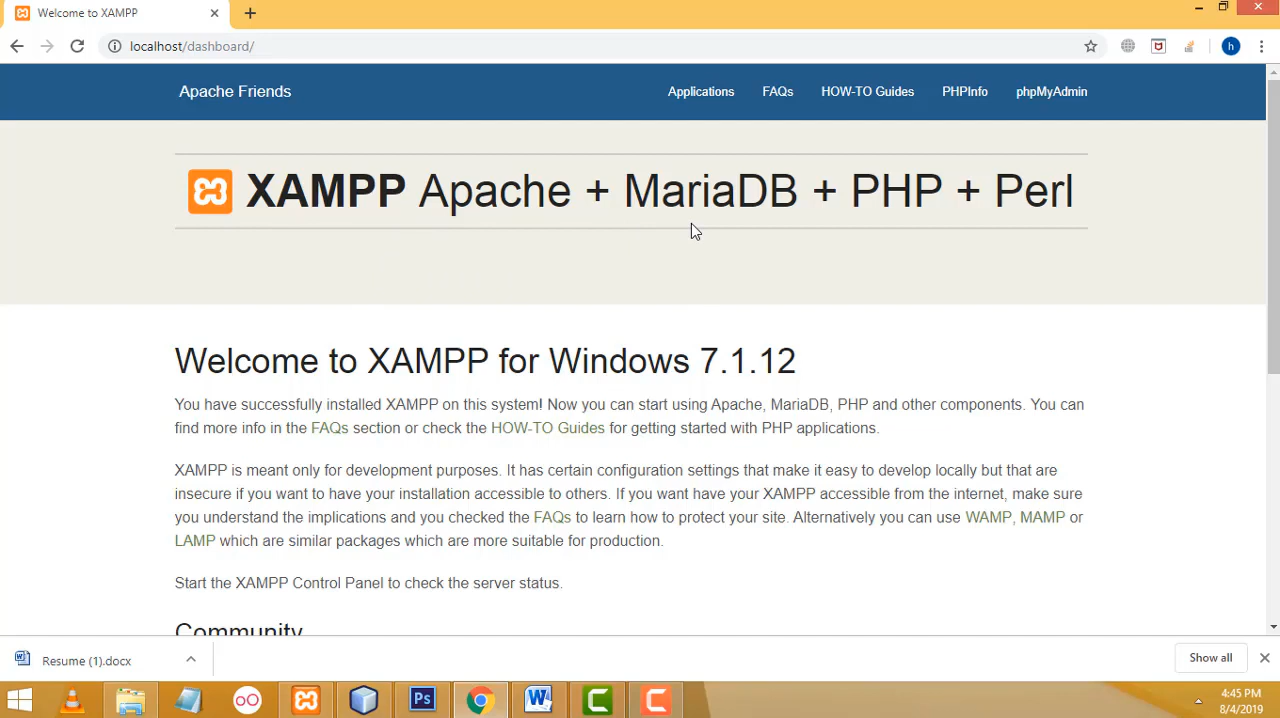 Welcome to XAMPP
localhost/dashboard/
h
Apache Friends
Applications
FAQs
HOW-TO Guides
PHPInfo
phpMyAdmin
XAMPP Apache + MariaDB + PHP + Perl
Welcome to XAMPP for Windows 7.1.12
You have successfully installed XAMPP on this system! Now you can start using Apache, MariaDB, PHP and other components. You can
find more info in the FAQs section or check the HOW-TO Guides for getting started with PHP applications.
XAMPP is meant only for development purposes. It has certain configuration settings that make it easy to develop locally but that are
insecure if you want to have your installation accessible to others. If you want have your XAMPP accessible from the internet, make sure
you understand the implications and you checked the FAQs to learn how to protect your site. Alternatively you can use WAMP, MAMP or
LAMP which are similar packages which are more suitable for production.
Start the XAMPP Control Panel to check the server status.
Community
Resume (1).docx
Show all
Ps
4:45 PM
8/4/2019